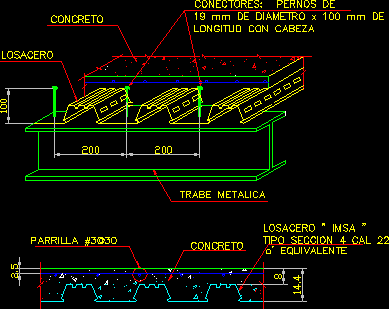 CONECTORES: PERNOS DE
19 mm DE DIAMETRO x 100 mm DE
LONGITUD CON CABEZA
CONCRETO
LOSACERO
100
200
200
TRABE METALICA
LOSACERO " IMSA "
TIPO SECCION 4 CAL 22
o EQUIVALENTE
PARRILLA #3@30
CONCRETO
2.5
8
14.4